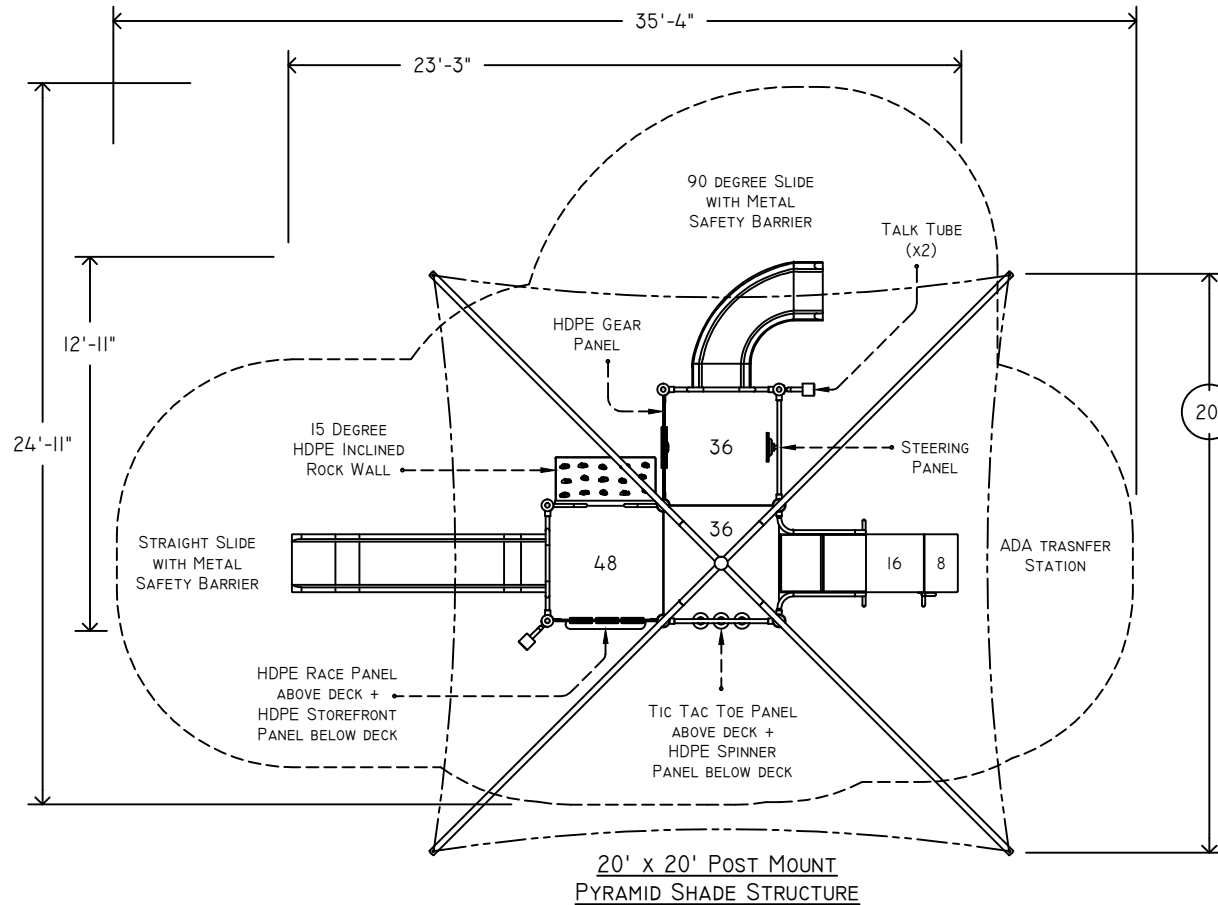 35'-4"
23'-3"
90 DEGREE SLIDE
WITH METAL
SAFETY BARRIER
TALK TUBE
(X2)
12'-11"
HDPE GEAR
PANEL
20
24'-11"
15 DEGREE
HDPE INCLINED
ROCK WALL
36
STEERING
PANEL
36
STRAIGHT SLIDE
WITH METAL
SAFETY BARRIER
48
16
8
ADA TRASNFER
STATION
HDPE RACE PANEL
ABOVE DECK +
HDPE STOREFRONT
PANEL BELOW DECK
TIC TAC TOE PANEL
ABOVE DECK +
HDPE SPINNER
PANEL BELOW DECK
20' X 20' POST MOUNT
PYRAMID SHADE STRUCTURE